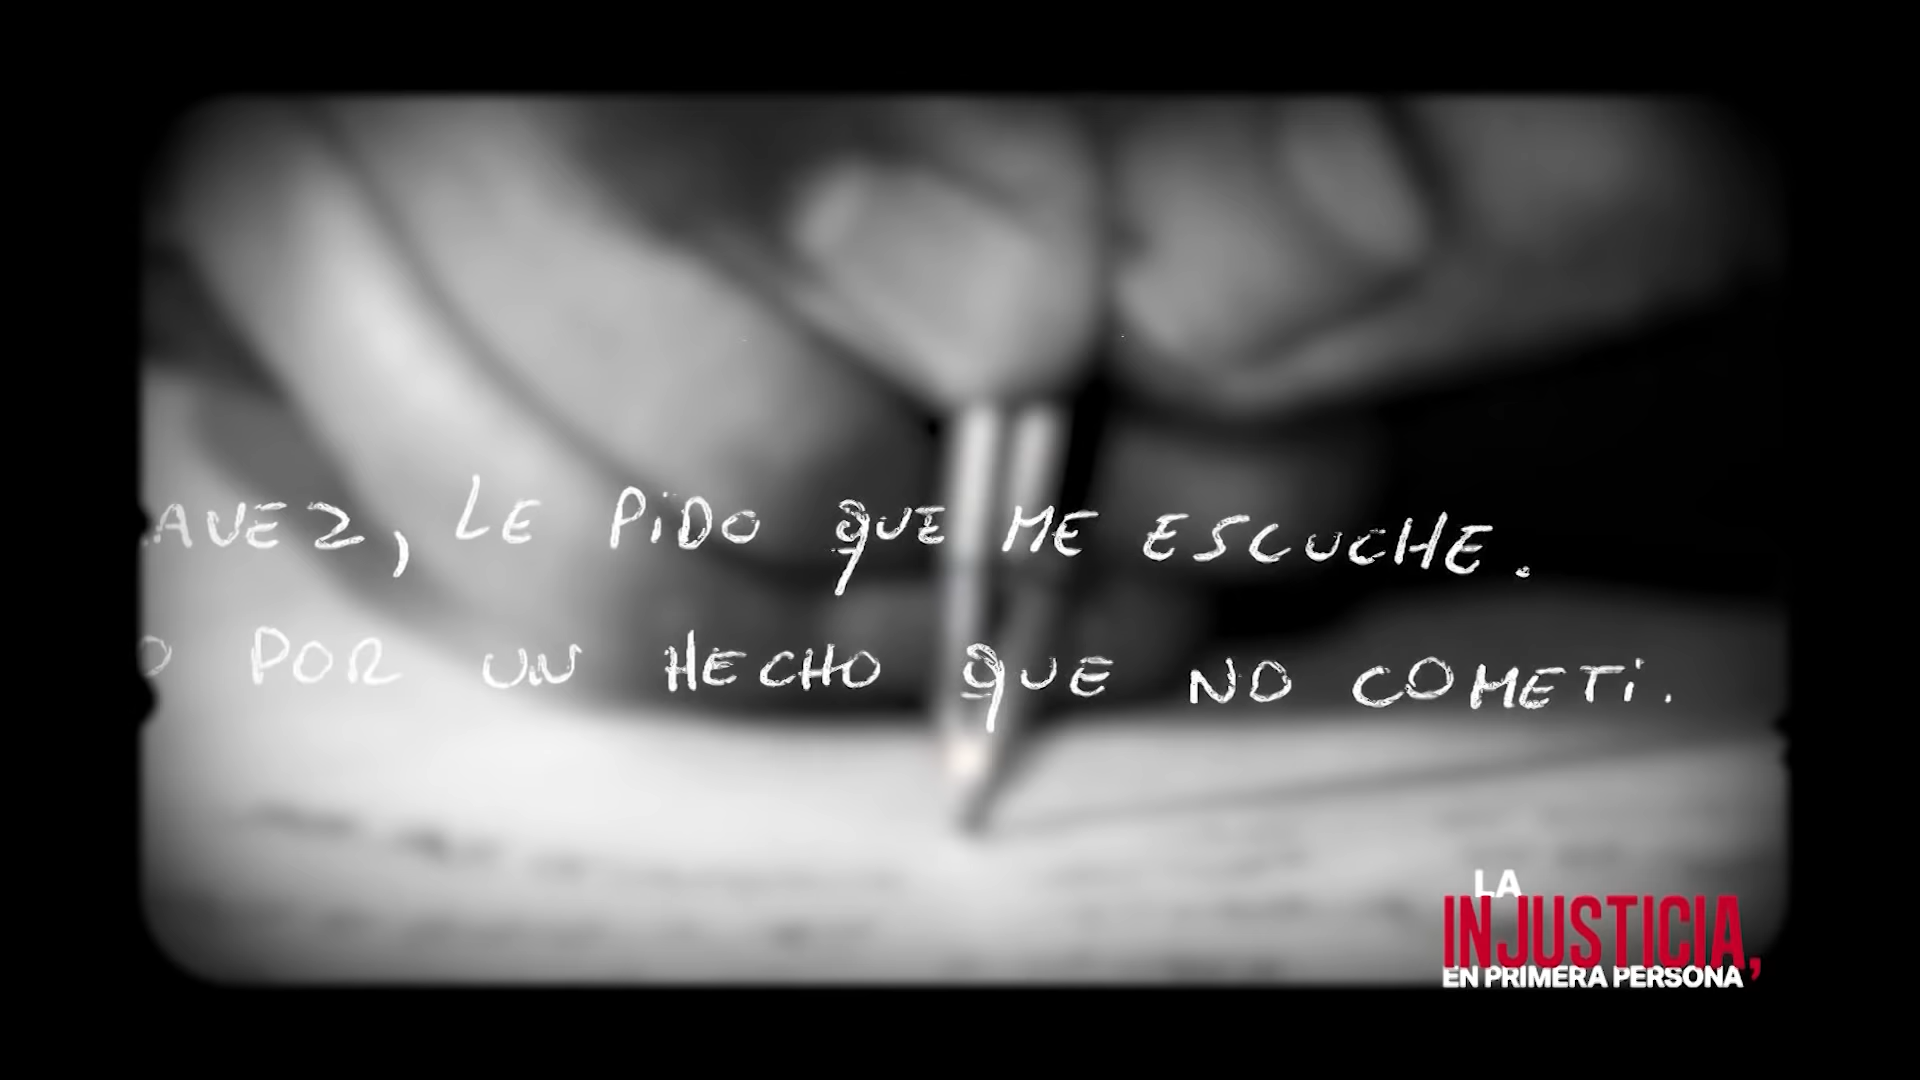 AVEZ, LE PIDO QUE ME ESCUCHE.
O POR UN HECHO QUE NO COMETI.
LA
INJUSTICIA,
EN PRIMERA PERSONA